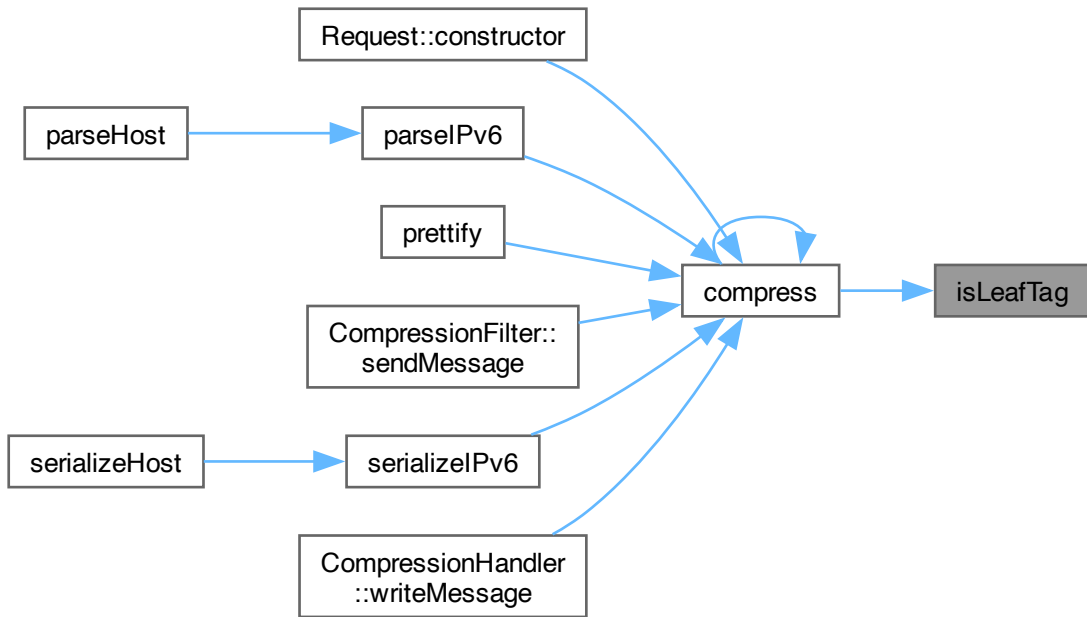 Request::constructor
parseHost
parseIPv6
prettify
compress
isLeafTag
CompressionFilter::
sendMessage
serializeHost
serializeIPv6
CompressionHandler
::writeMessage